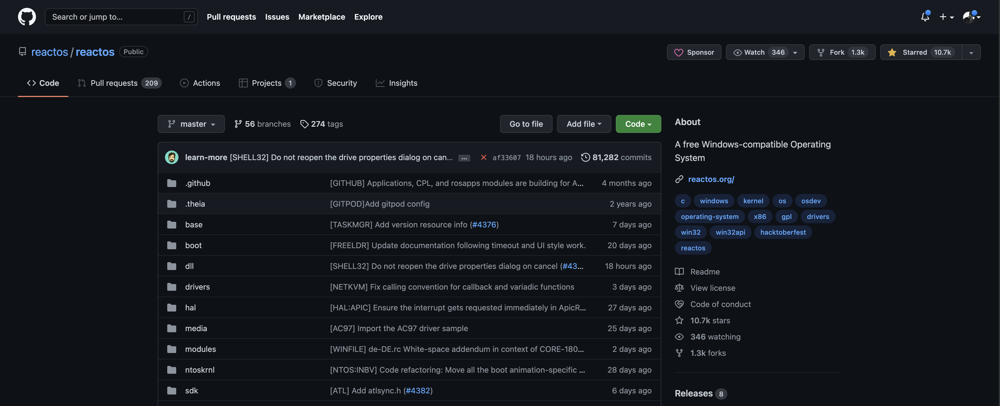 Search or jump to... / Pull requests Issues Marketplace Explore
reactos / reactos Public Sponsor Watch 346 Fork 1.3k Starred 10.7k
Code Pull requests 209 Actions Projects 1 Security Insights
master 56 branches 274 tags Go to file Add file Code
learn-more [SHELL32] Do not reopen the drive properties dialog on can... ... af33607 18 hours ago 81,282 commits
.github [GITHUB] Applications, CPL, and rosapps modules are building for A... 4 months ago
.theia [GITPOD]Add gitpod config 2 years ago
base [TASKMGR] Add version resource info (#4376) 7 days ago
boot [FREELDR] Update documentation following timeout and UI style work. 20 days ago
dll [SHELL32] Do not reopen the drive properties dialog on cancel (#43... 18 hours ago
drivers [NETKVM] Fix calling convention for callback and variadic functions 3 days ago
hal [HAL:APIC] Ensure the interrupt gets requested immediately in ApicR... 27 days ago
media [AC97] Import the AC97 driver sample 25 days ago
modules [WINFILE] de-DE.rc White-space addendum in context of CORE-180... 2 days ago
ntoskrnl [NTOS:INBV] Code refactoring: Move all the boot animation-specific ... 28 days ago
sdk [ATL] Add atlsync.h (#4382) 6 days ago
About
A free Windows-compatible Operating
System
reactos.org/
c windows kernel os osdev
operating-system x86 gpl drivers
win32 win32api hacktoberfest
reactos
Readme
View license
Code of conduct
10.7k stars
346 watching
1.3k forks
Releases 8